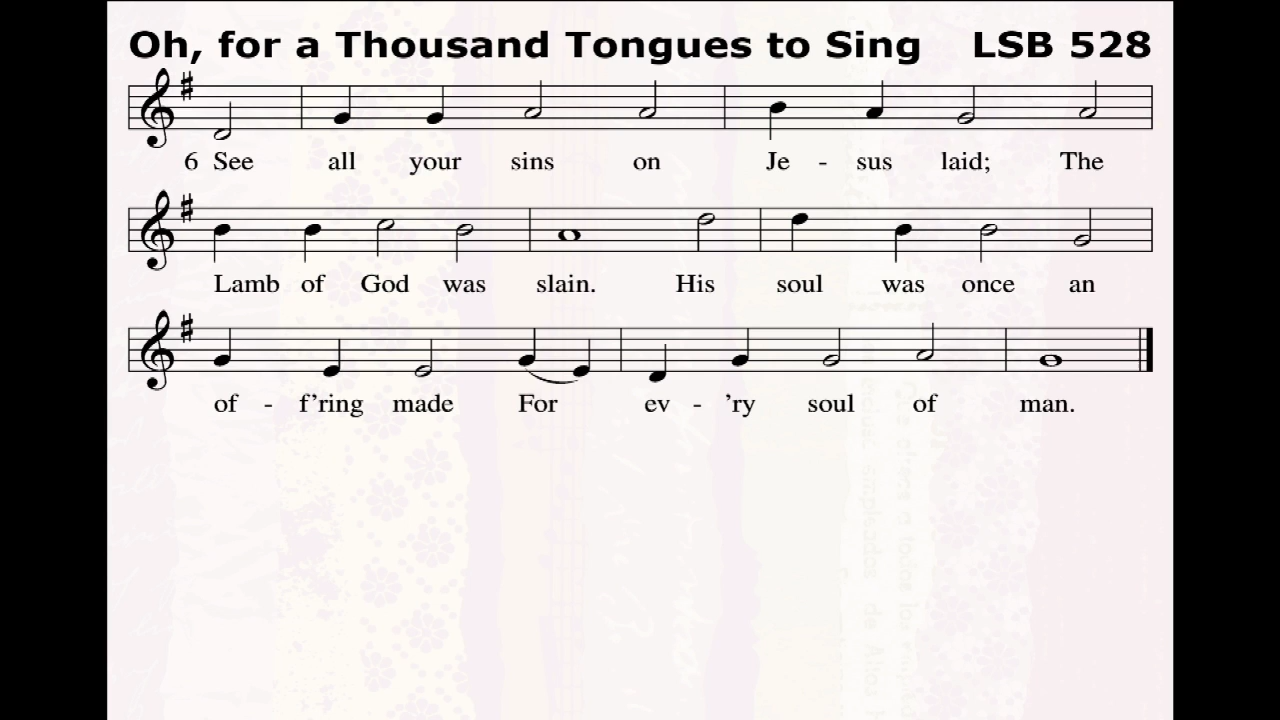 Oh, for a Thousand Tongues to Sing LSB 528
6 See all your sins on Je - sus laid; The
Lamb of God was slain. His soul was once an
of - f'ring made For ev - 'ry soul of man.